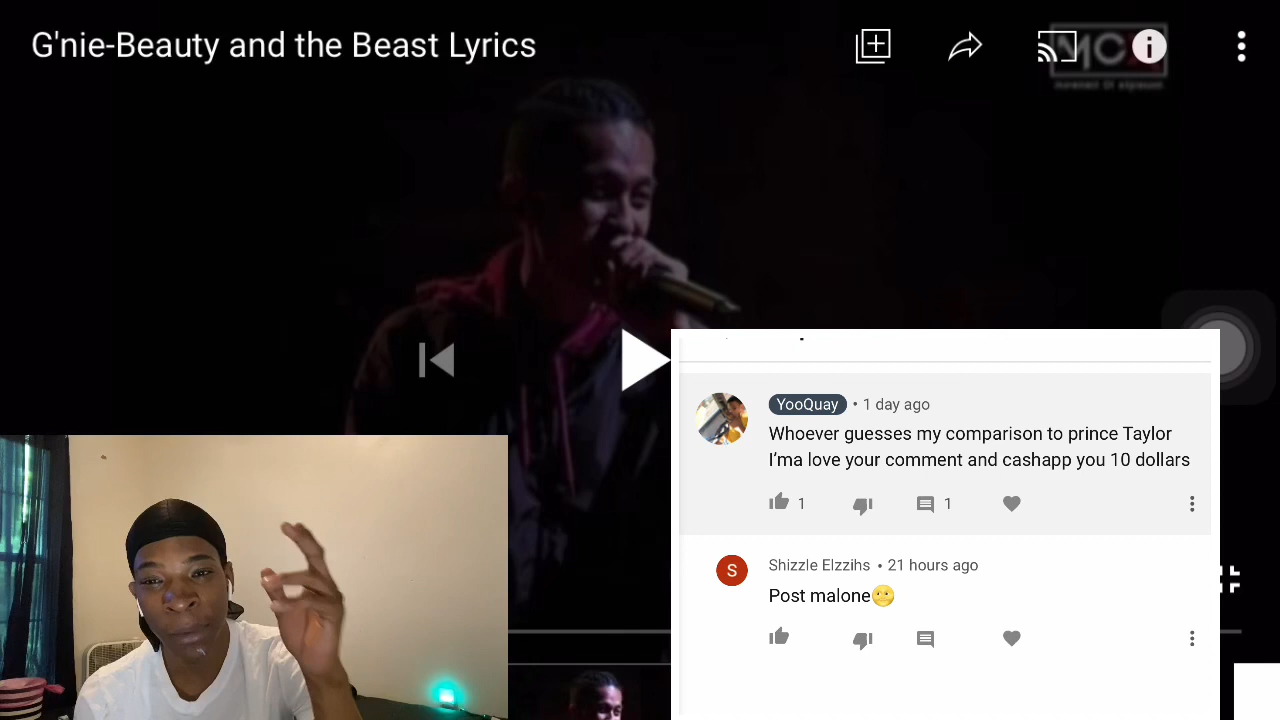 G'nie-Beauty and the Beast Lyrics
YooQuay • 1 day ago
Whoever guesses my comparison to prince Taylor
I'ma love your comment and cashapp you 10 dollars
1
1
S
Shizzle Elzzihs • 21 hours ago
Post malone🤭